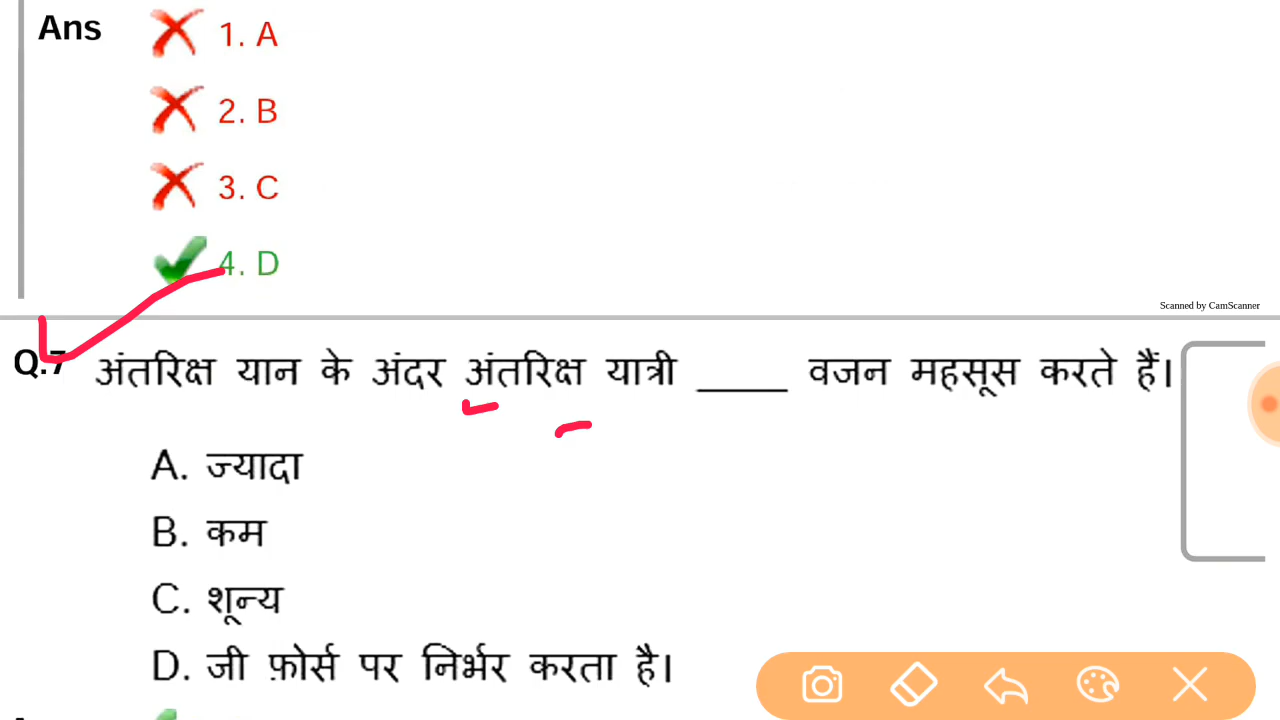 Ans
1. A
2. B
3. C
4. D
Scanned by CamScanner
Q.7 अंतरिक्ष यान के अंदर अंतरिक्ष यात्री _____ वजन महसूस करते हैं।
A. ज्यादा
B. कम
C. शून्य
D. जी फ़ोर्स पर निर्भर करता है।